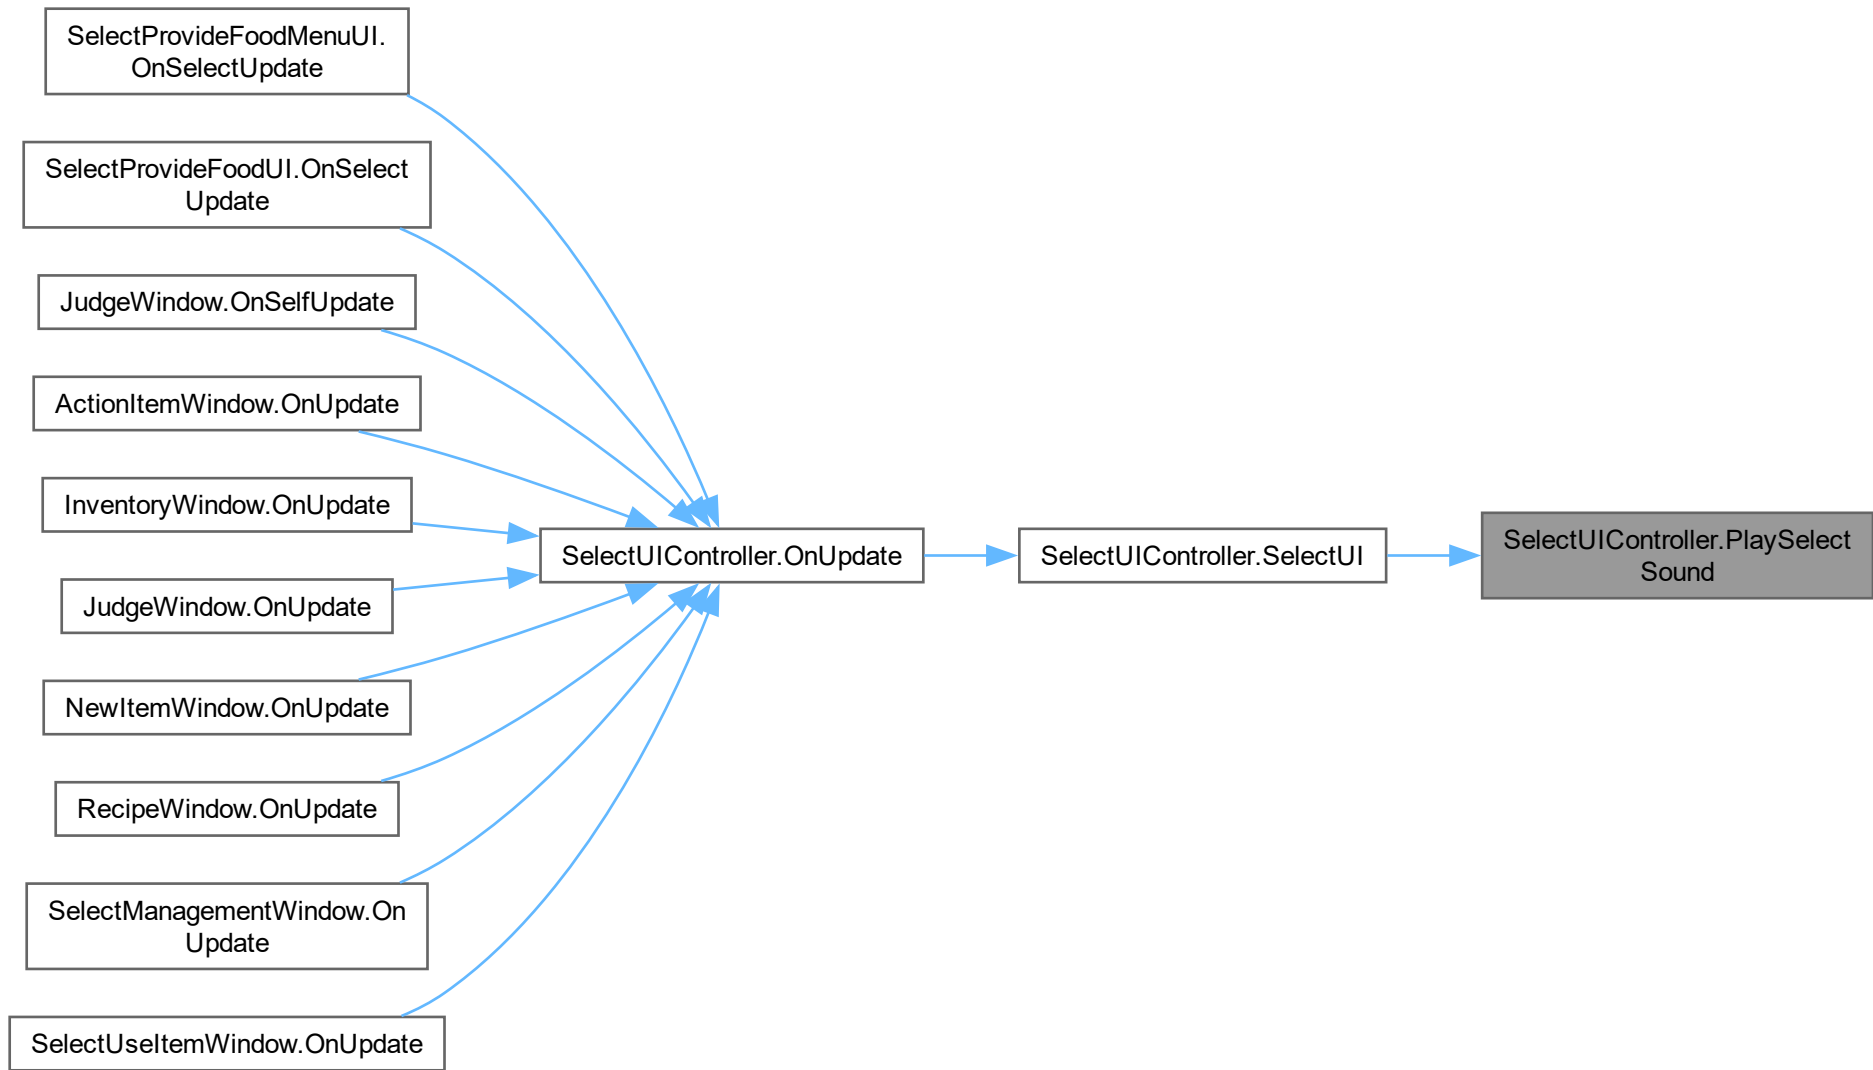 SelectProvideFoodMenuUI.
OnSelectUpdate
SelectProvideFoodUI.OnSelect
Update
JudgeWindow.OnSelfUpdate
ActionItemWindow.OnUpdate
InventoryWindow.OnUpdate
JudgeWindow.OnUpdate
NewItemWindow.OnUpdate
RecipeWindow.OnUpdate
SelectManagementWindow.On
Update
SelectUseItemWindow.OnUpdate
SelectUIController.OnUpdate
SelectUIController.SelectUI
SelectUIController.PlaySelect
Sound